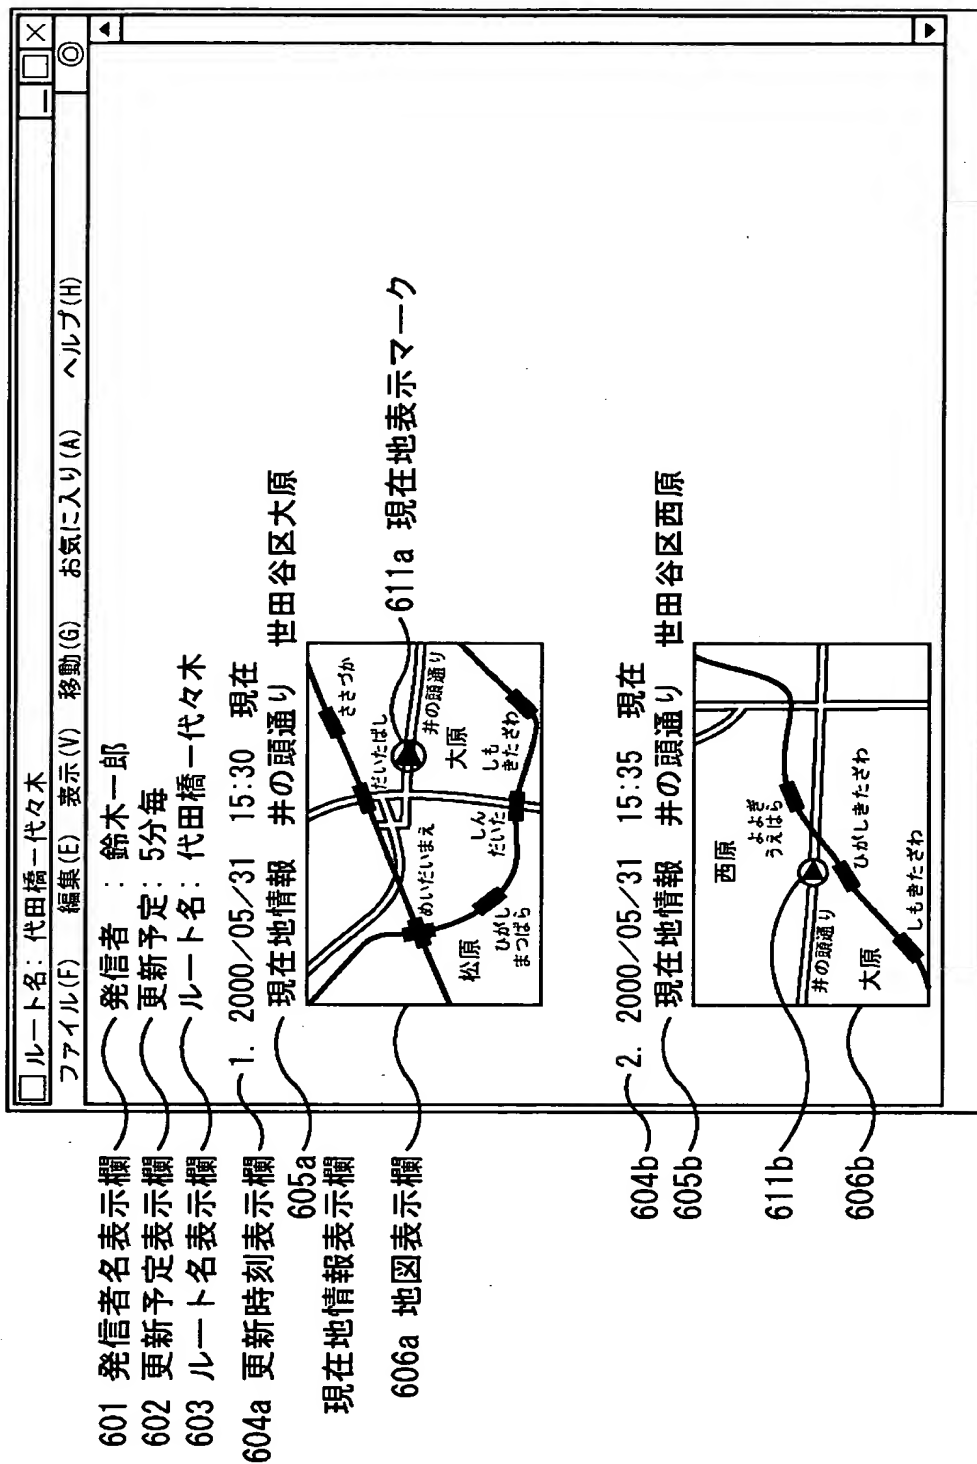 ルート名: 代田橋ー代々木
ファイル(F) 編集(E) 表示(V) 移動(G) お気に入り(A) ヘルプ(H)
601 発信者名表示欄
発信者 : 鈴木一郎
602 更新予定表示欄
更新予定: 5分毎
603 ルート名表示欄
ルート名: 代田橋ー代々木
604a 更新時刻表示欄
1. 2000/05/31 15:30 現在
605a
現在地情報表示欄
現在地情報 井の頭通り 世田谷区大原
606a 地図表示欄
611a 現在地表示マーク
ささづか
だいたばし
井の頭通り
めいだいまえ
大原
しも
きたざわ
しん
だいた
松原
ひがし
まつばら
604b
2. 2000/05/31 15:35 現在
605b
現在地情報 井の頭通り 世田谷区西原
611b
606b
西原
よよぎ
うえはら
井の頭通り
ひがしきたざわ
大原
しもきたざわ